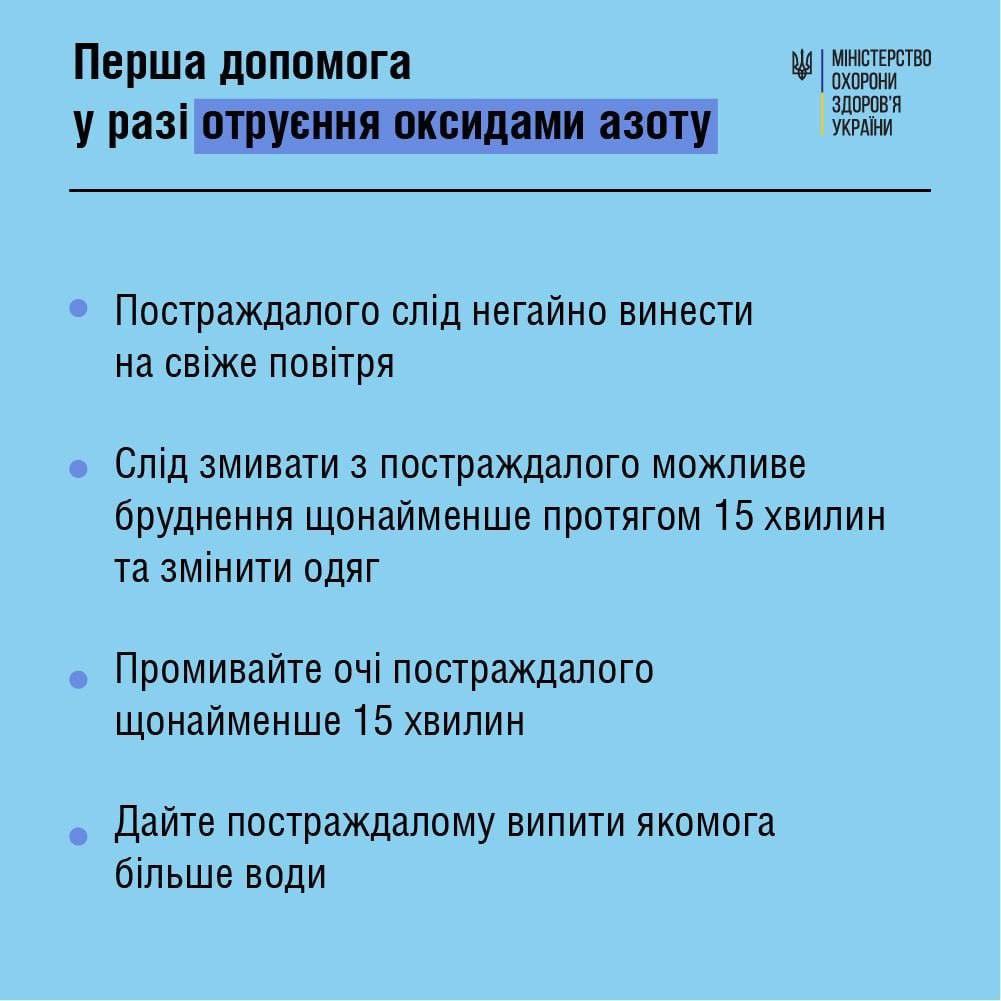 Перша допомога
у разі отруєння оксидами азоту
МІНІСТЕРСТВО
ОХОРОНИ
ЗДОРОВ'Я
УКРАЇНИ
Постраждалого слід негайно винести
на свіже повітря
Слід змивати з постраждалого можливе
бруднення щонайменше протягом 15 хвилин
та змінити одяг
Промивайте очі постраждалого
щонайменше 15 хвилин
Дайте постраждалому випити якомога
більше води